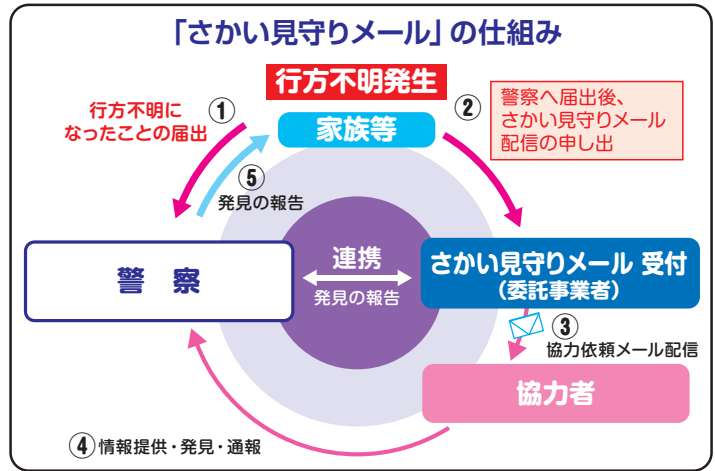 「さかい見守りメール」の仕組み
行方不明発生
家族等
行方不明に
なったことの届出
①
②
警察へ届出後、
さかい見守りメール
配信の申し出
⑤
発見の報告
警 察
連携
発見の報告
さかい見守りメール 受付
(委託事業者)
③
協力依頼メール配信
協力者
④情報提供・発見・通報